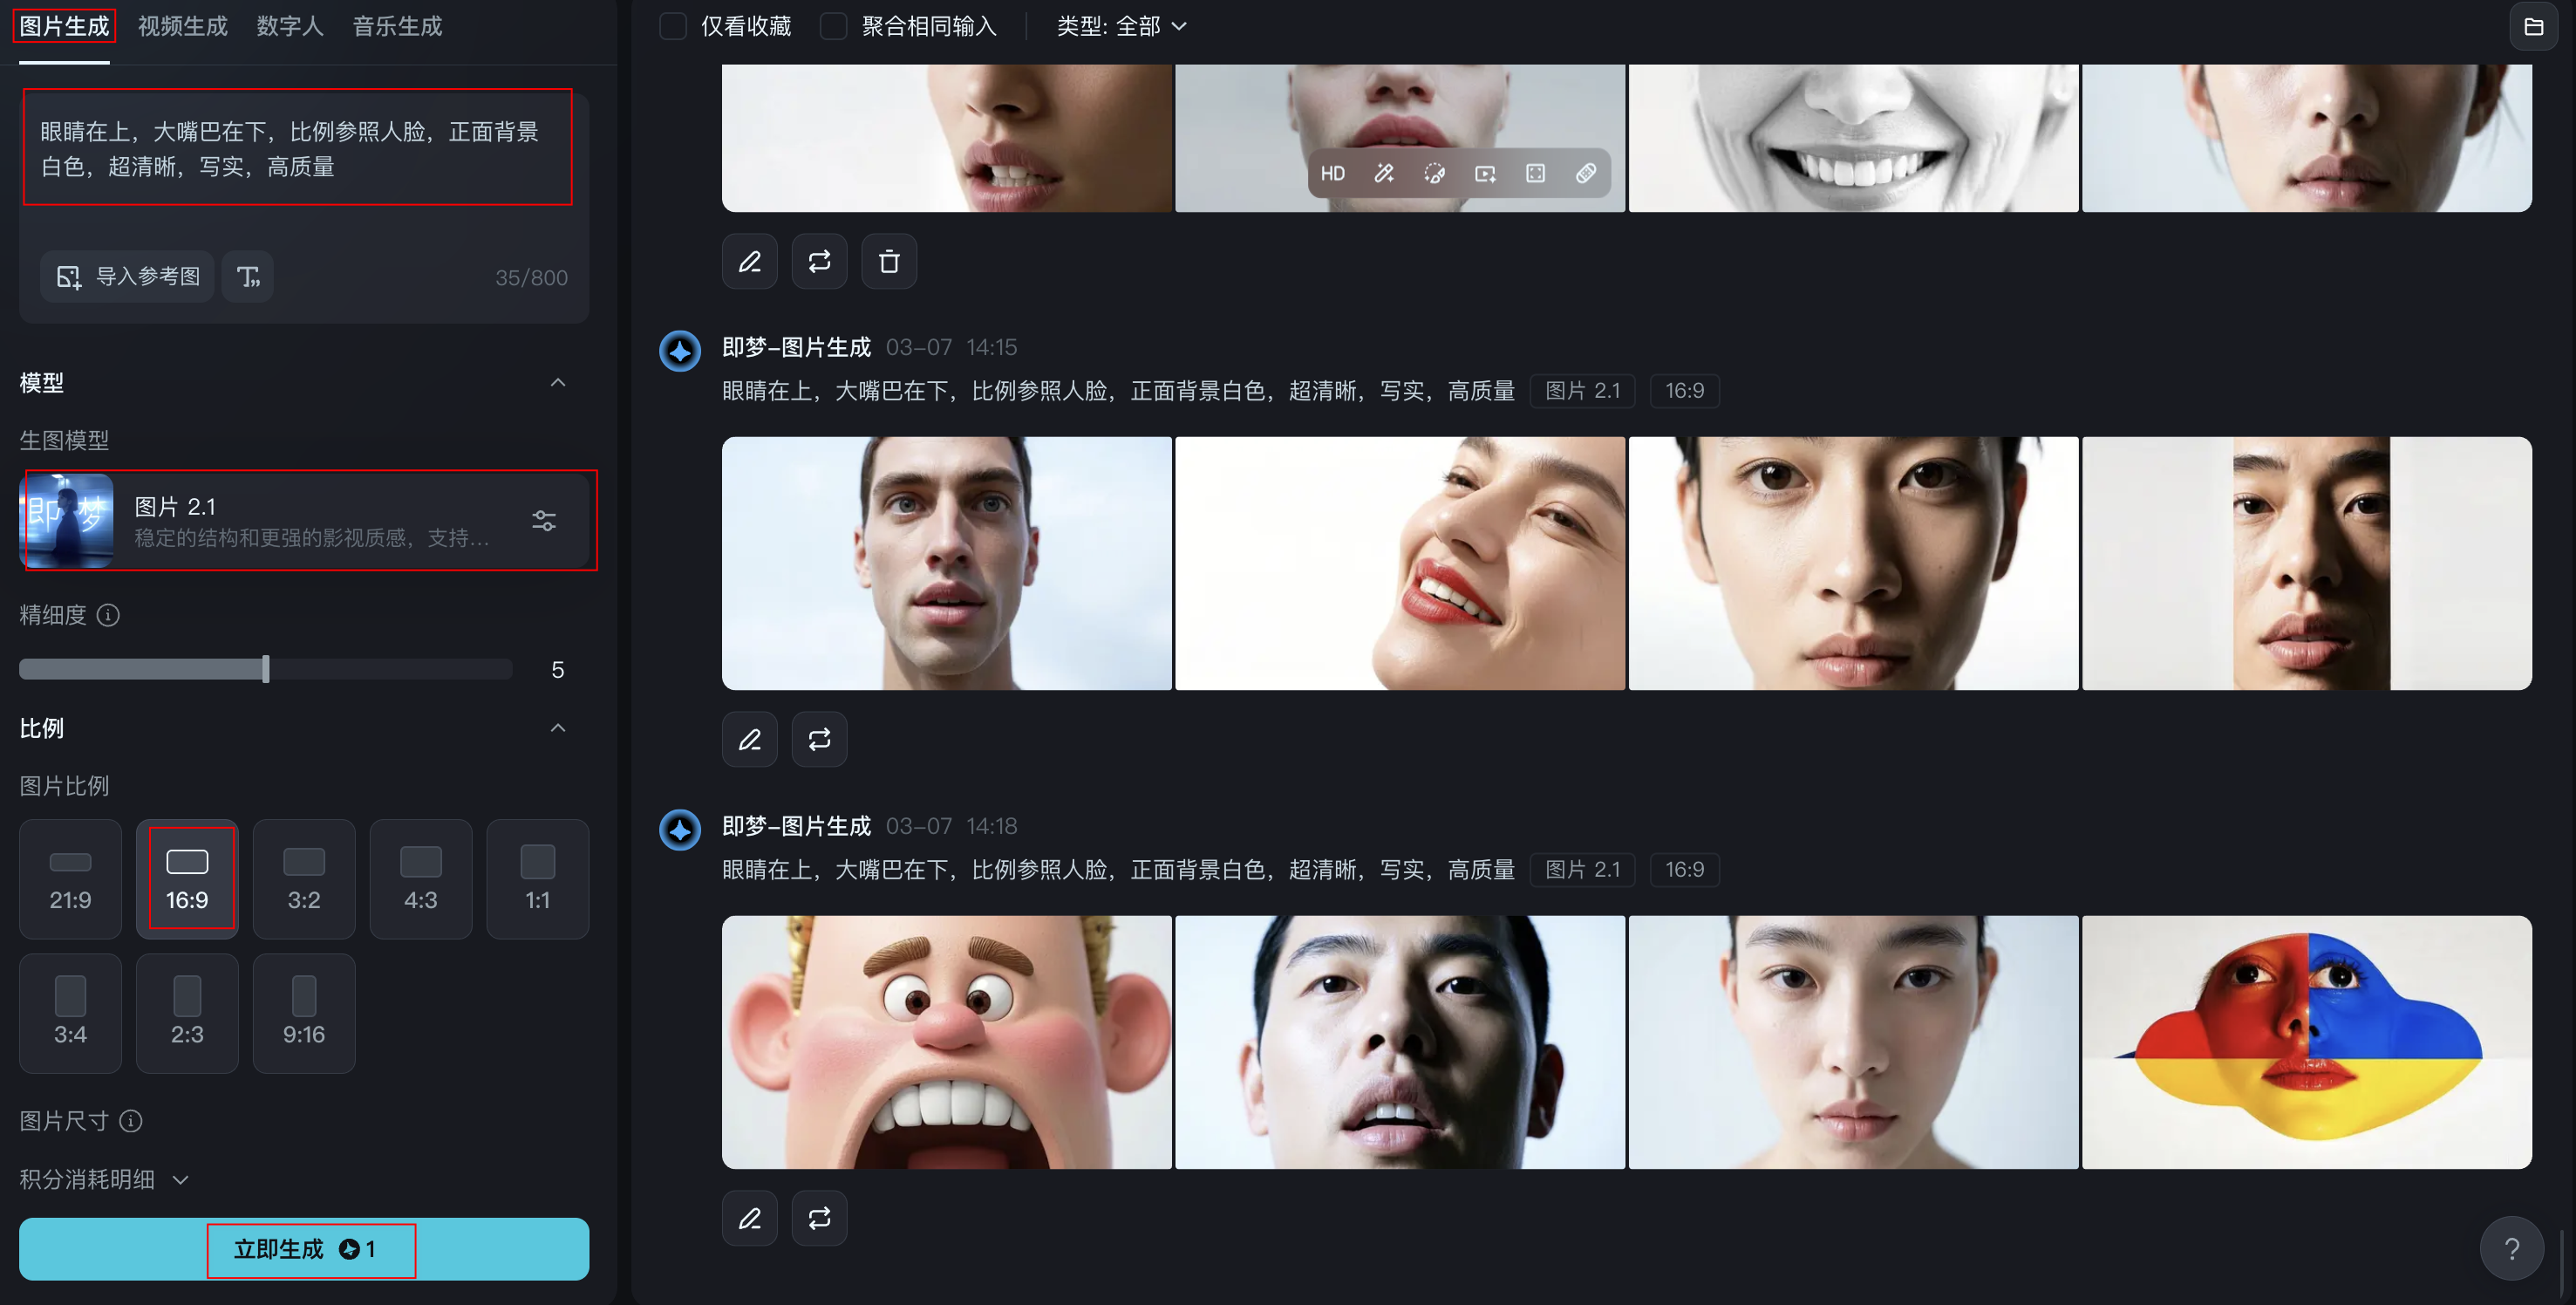 图片生成 视频生成 数字人 音乐生成
眼睛在上，大嘴巴在下，比例参照人脸，正面背景
白色，超清晰，写实，高质量
导入参考图 35/800
模型
生图模型
即梦
图片 2.1
稳定的结构和更强的影视质感，支持...
精细度
5
比例
图片比例
21:9 16:9 3:2 4:3 1:1
3:4 2:3 9:16
图片尺寸
积分消耗明细
立即生成 1
仅看收藏 聚合相同输入 类型: 全部
HD
即梦-图片生成 03-07 14:15
眼睛在上，大嘴巴在下，比例参照人脸，正面背景白色，超清晰，写实，高质量 图片 2.1 16:9
即梦-图片生成 03-07 14:18
眼睛在上，大嘴巴在下，比例参照人脸，正面背景白色，超清晰，写实，高质量 图片 2.1 16:9
?